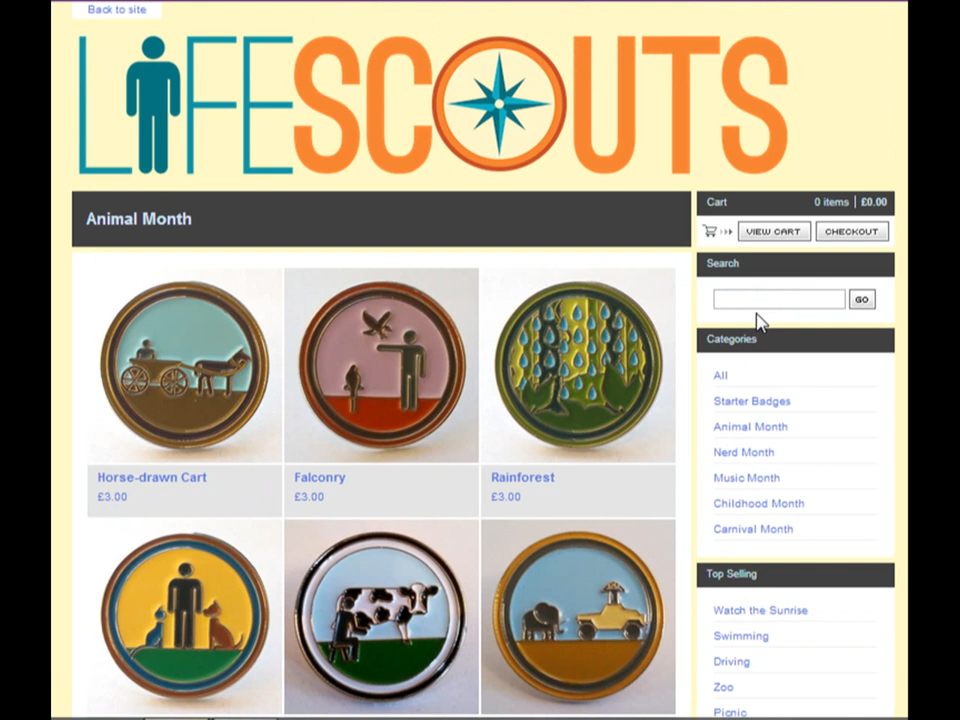 Back to site
LIFESCOUTS
Animal Month
Cart 0 items | £0.00
VIEW CART CHECKOUT
Search
GO
Categories
All
Starter Badges
Animal Month
Nerd Month
Music Month
Childhood Month
Carnival Month
Horse-drawn Cart
£3.00
Falconry
£3.00
Rainforest
£3.00
Top Selling
Watch the Sunrise
Swimming
Driving
Zoo
Picnic